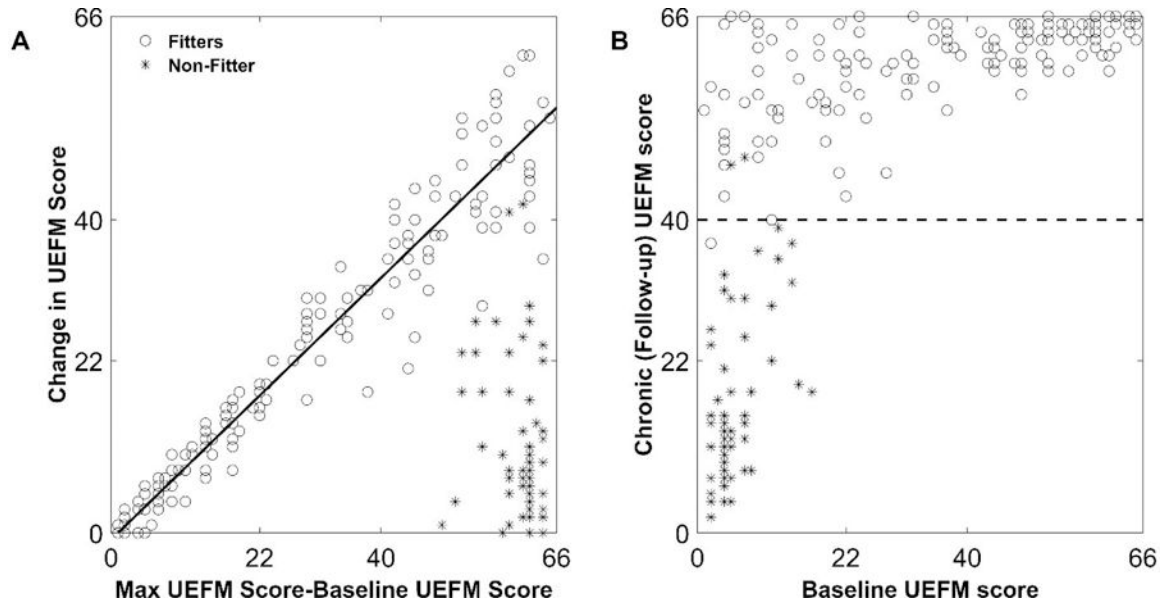 A
Fitters
Non-Fitter
Change in UEFM Score
66
40
22
0
0
22
40
66
Max UEFM Score-Baseline UEFM Score
B
Chronic (Follow-up) UEFM score
66
40
22
0
0
22
40
66
Baseline UEFM score